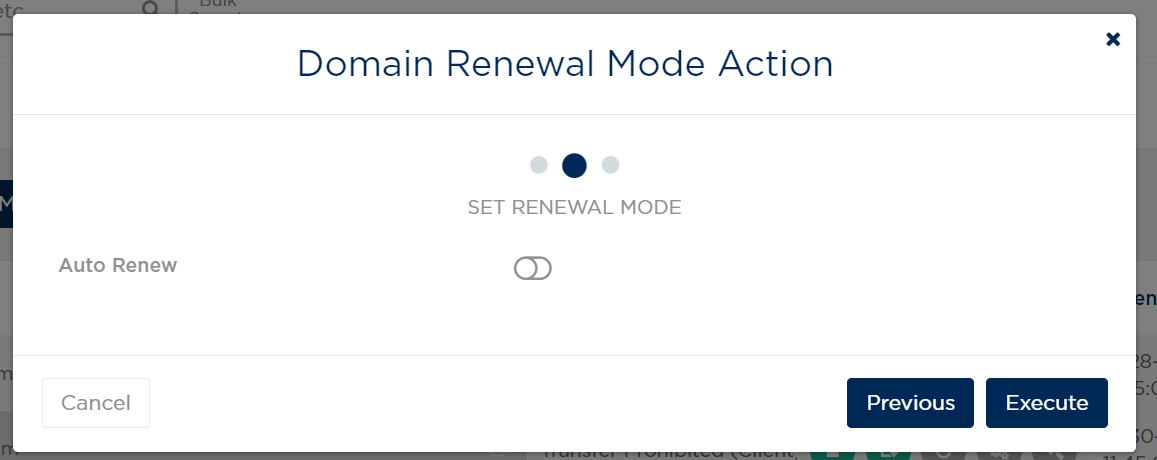 etc
Bulk
Domain Renewal Mode Action
SET RENEWAL MODE
Auto Renew
Cancel
Previous
Execute
Transfer Prohibited (Client,